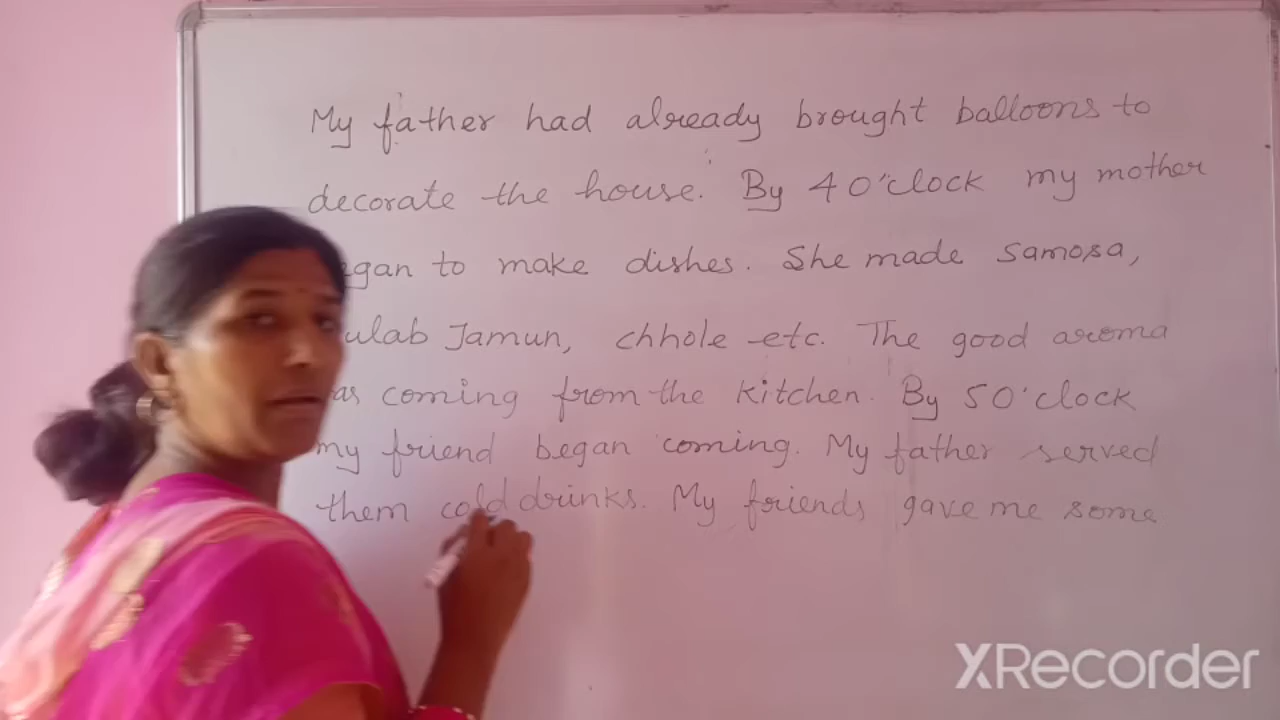 My father had already brought balloons to
decorate the house. By 4 O'clock my mother
egan to make dishes. She made Samosa,
ulab Jamun, chhole etc. The good aroma
as coming from the kitchen. By 5 O'clock
my friend began coming. My father served
them cold drinks. My friends gave me some
XRecorder